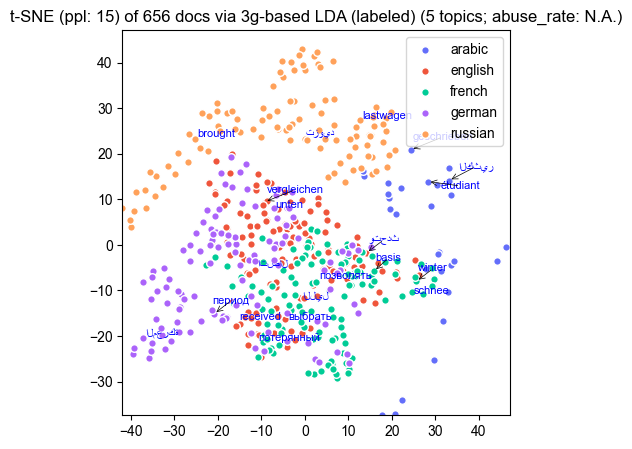 t-SNE (ppl: 15) of 656 docs via 3g-based LDA (labeled) (5 topics; abuse_rate: N.A.)
arabic
english
french
german
russian
lastwagen
brought
étudiant
vergleichen
unten
basis
winter
позволять
schnee
период
received
выбрать
потерянный
40
30
20
10
0
−10
−20
−30
−40
−30
−20
−10
0
10
20
30
40